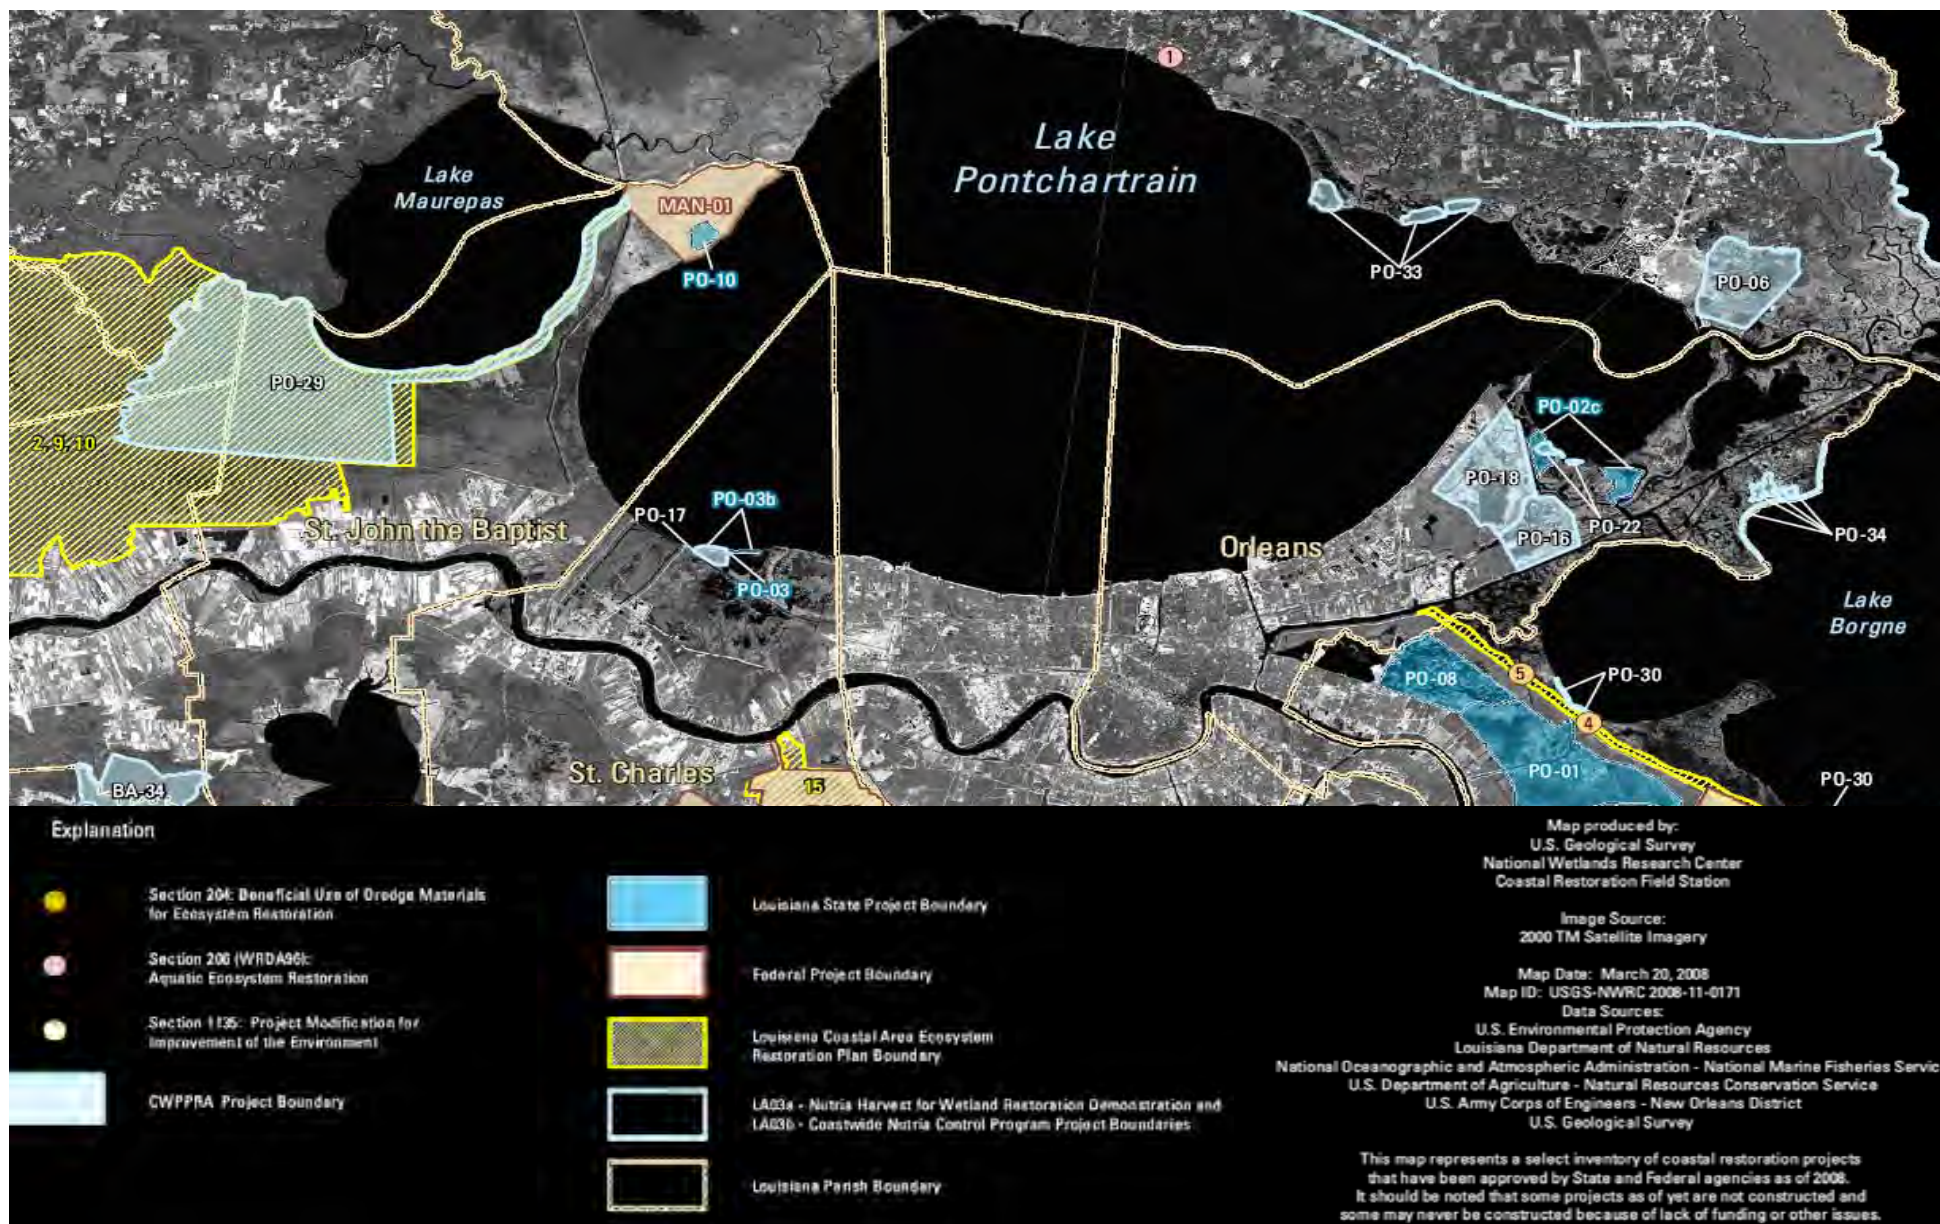 1
Lake
Pontchartrain
Lake
Maurepas
MAN-01
PO-10
PO-33
PO-06
PO-29
2, 9, 10
PO-02c
PO-18
PO-03b
PO-17
PO-22
PO-16
PO-34
St. John the Baptist
Orleans
PO-03
Lake
Borgne
PO-08
5
PO-30
4
St. Charles
15
PO-01
PO-30
BA-34
Explanation
Section 204: Beneficial Use of Dredge Materials
for Ecosystem Restoration
Section 206 (WRDA96):
Aquatic Ecosystem Restoration
Section 1135: Project Modification for
Improvement of the Environment
CWPPRA Project Boundary
Louisiana State Project Boundary
Federal Project Boundary
Louisiana Coastal Area Ecosystem
Restoration Plan Boundary
LA03a - Nutria Harvest for Wetland Restoration Demonstration and
LA03b - Coastwide Nutria Control Program Project Boundaries
Louisiana Parish Boundary
Map produced by:
U.S. Geological Survey
National Wetlands Research Center
Coastal Restoration Field Station
Image Source:
2000 TM Satellite Imagery
Map Date: March 20, 2008
Map ID: USGS-NWRC 2008-11-0171
Data Sources:
U.S. Environmental Protection Agency
Louisiana Department of Natural Resources
National Oceanographic and Atmospheric Administration - National Marine Fisheries Servic
U.S. Department of Agriculture - Natural Resources Conservation Service
U.S. Army Corps of Engineers - New Orleans District
U.S. Geological Survey
This map represents a select inventory of coastal restoration projects
that have been approved by State and Federal agencies as of 2008.
It should be noted that some projects as of yet are not constructed and
some may never be constructed because of lack of funding or other issues.